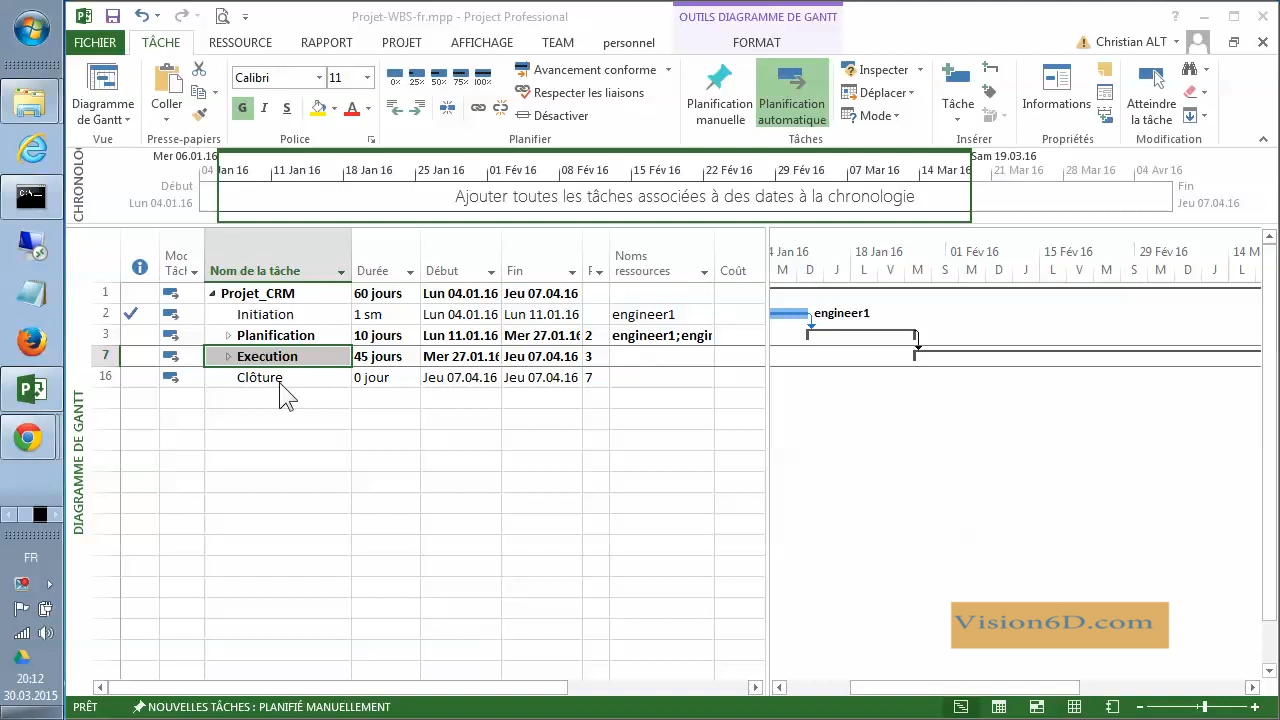 Projet-WBS-fr.mpp - Project Professional
OUTILS DIAGRAMME DE GANTT
FICHIER TÂCHE RESSOURCE RAPPORT PROJET AFFICHAGE TEAM personnel FORMAT Christian ALT
Calibri 11
0% 25% 50% 75% 100%
Avancement conforme
Respecter les liaisons
Désactiver
Inspecter
Déplacer
Mode
Diagramme de Gantt
Coller
G I S
Planification manuelle
Planification automatique
Tâche
Informations
Atteindre la tâche
Vue Presse-papiers Police Planifier Tâches Insérer Propriétés Modification
CHRONOLO
Mer 06.01.16 Sam 19.03.16
04 Jan 16 11 Jan 16 18 Jan 16 25 Jan 16 01 Fév 16 08 Fév 16 15 Fév 16 22 Fév 16 29 Fév 16 07 Mar 16 14 Mar 16 21 Mar 16 28 Mar 16 04 Avr 16
Début
Lun 04.01.16
Ajouter toutes les tâches associées à des dates à la chronologie
Fin
Jeu 07.04.16
DIAGRAMME DE GANTT
Moc Tâcl Nom de la tâche Durée Début Fin P Noms ressources Coût
4 Jan 16 18 Jan 16 01 Fév 16 15 Fév 16 29 Fév 16 14 M
M D J L V M S M J D L M V S M D J L
1 Projet_CRM 60 jours Lun 04.01.16 Jeu 07.04.16
2 Initiation 1 sm Lun 04.01.16 Lun 11.01.16 engineer1
engineer1
3 Planification 10 jours Lun 11.01.16 Mer 27.01.16 2 engineer1;engir
7 Execution 45 jours Mer 27.01.16 Jeu 07.04.16 3
16 Clôture 0 jour Jeu 07.04.16 Jeu 07.04.16 7
Vision6D.com
FR
20:12
30.03.2015
PRÊT NOUVELLES TÂCHES : PLANIFIÉ MANUELLEMENT